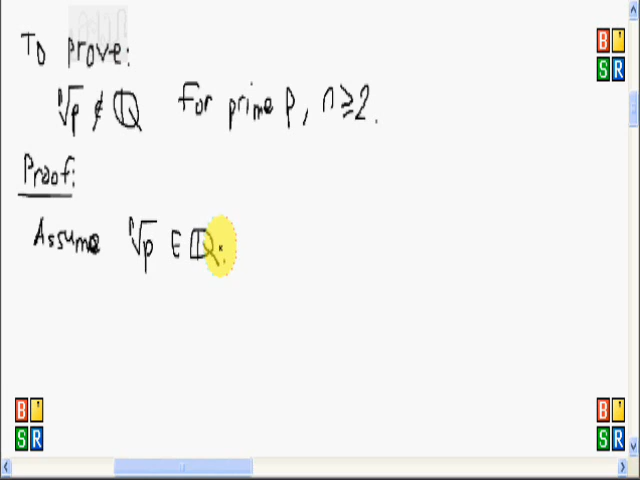 To prove:
ⁿ√p ∉ ℚ for prime p, n ≥ 2.
Proof:
Assume ⁿ√p ∈ ℚ.
B '
S R
B '
S R
B '
S R